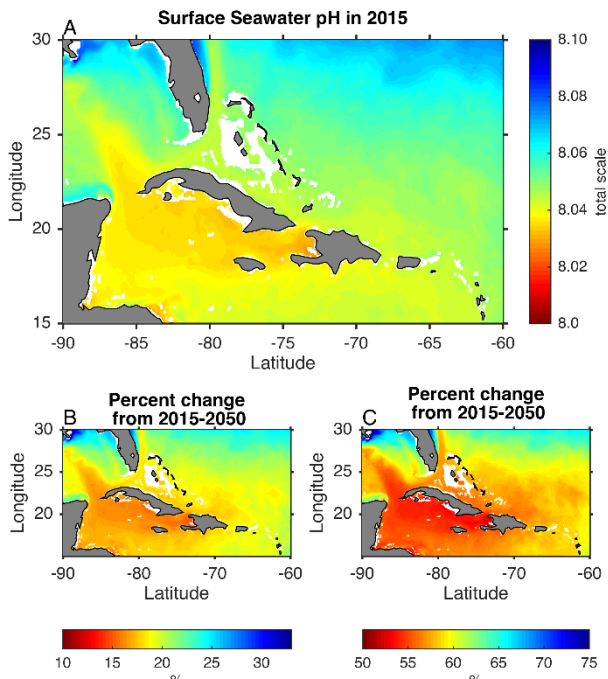 A
Surface Seawater pH in 2015
30
25
20
15
Longitude
-90
-85
-80
-75
-70
-65
-60
Latitude
8.10
8.08
8.06
8.04
8.02
8.0
total scale
B
Percent change
from 2015-2050
30
25
20
Longitude
-90
-80
-70
-60
Latitude
10
15
20
25
30
%
C
Percent change
from 2015-2050
30
25
20
Longitude
-90
-80
-70
-60
Latitude
50
55
60
65
70
75
%